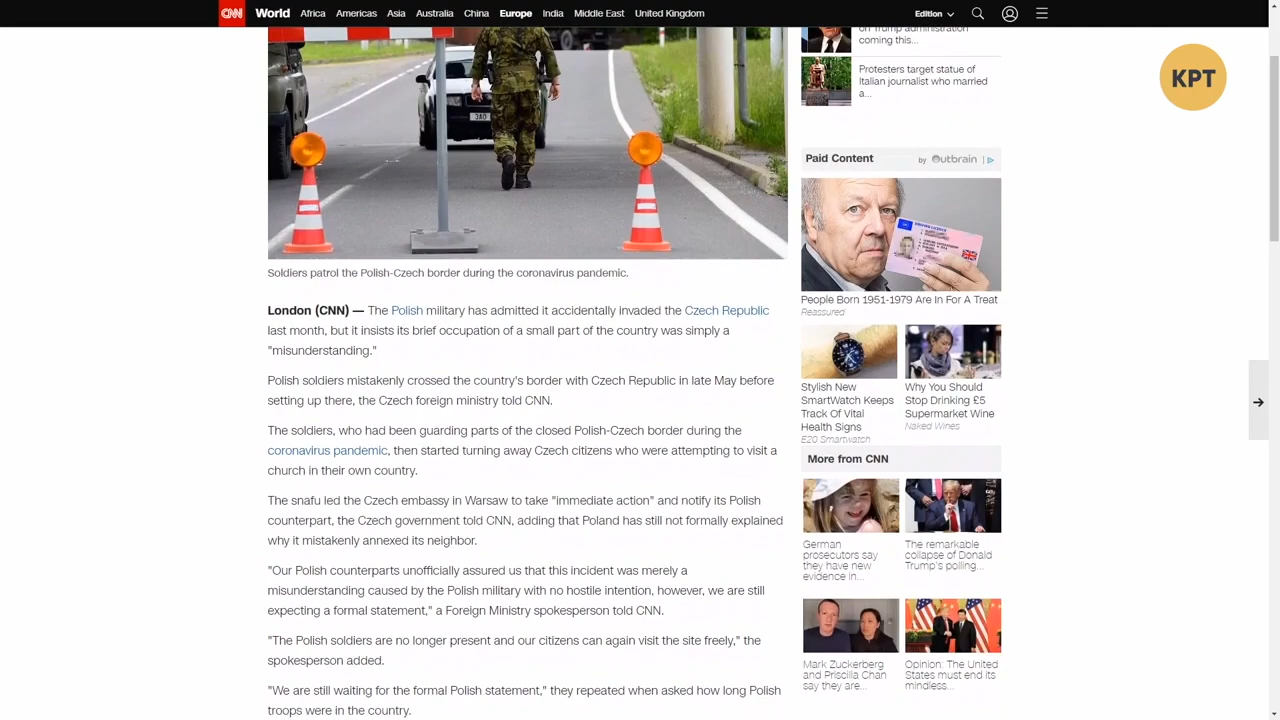 CNN World Africa Americas Asia Australia China Europe India Middle East United Kingdom Edition
on Trump administration
coming this...
Protesters target statue of
Italian journalist who married
a...
KPT
3A0
Soldiers patrol the Polish-Czech border during the coronavirus pandemic.
London (CNN) — The Polish military has admitted it accidentally invaded the Czech Republic
last month, but it insists its brief occupation of a small part of the country was simply a
"misunderstanding."
Polish soldiers mistakenly crossed the country's border with Czech Republic in late May before
setting up there, the Czech foreign ministry told CNN.
The soldiers, who had been guarding parts of the closed Polish-Czech border during the
coronavirus pandemic, then started turning away Czech citizens who were attempting to visit a
church in their own country.
The snafu led the Czech embassy in Warsaw to take "immediate action" and notify its Polish
counterpart, the Czech government told CNN, adding that Poland has still not formally explained
why it mistakenly annexed its neighbor.
"Our Polish counterparts unofficially assured us that this incident was merely a
misunderstanding caused by the Polish military with no hostile intention, however, we are still
expecting a formal statement," a Foreign Ministry spokesperson told CNN.
"The Polish soldiers are no longer present and our citizens can again visit the site freely," the
spokesperson added.
"We are still waiting for the formal Polish statement," they repeated when asked how long Polish
troops were in the country.
Paid Content by Outbrain
People Born 1951-1979 Are In For A Treat
Reassured
Stylish New
SmartWatch Keeps
Track Of Vital
Health Signs
E20 Smartwatch
Why You Should
Stop Drinking £5
Supermarket Wine
Naked Wines
More from CNN
German
prosecutors say
they have new
evidence in...
The remarkable
collapse of Donald
Trump's polling...
Mark Zuckerberg
and Priscilla Chan
say they are...
Opinion: The United
States must end its
mindless...